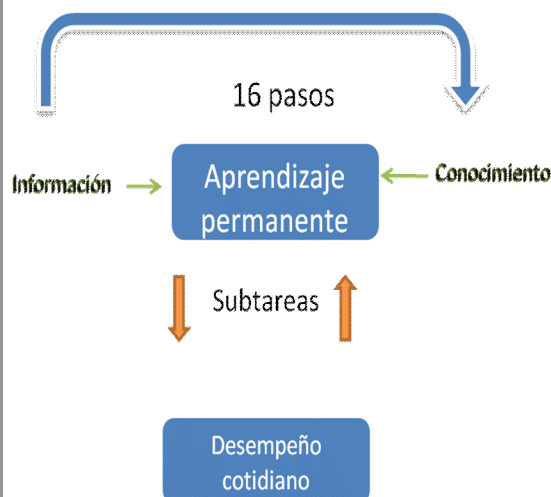 16 pasos
Información
Aprendizaje
permanente
Conocimiento
Subtareas
Desempeño
cotidiano